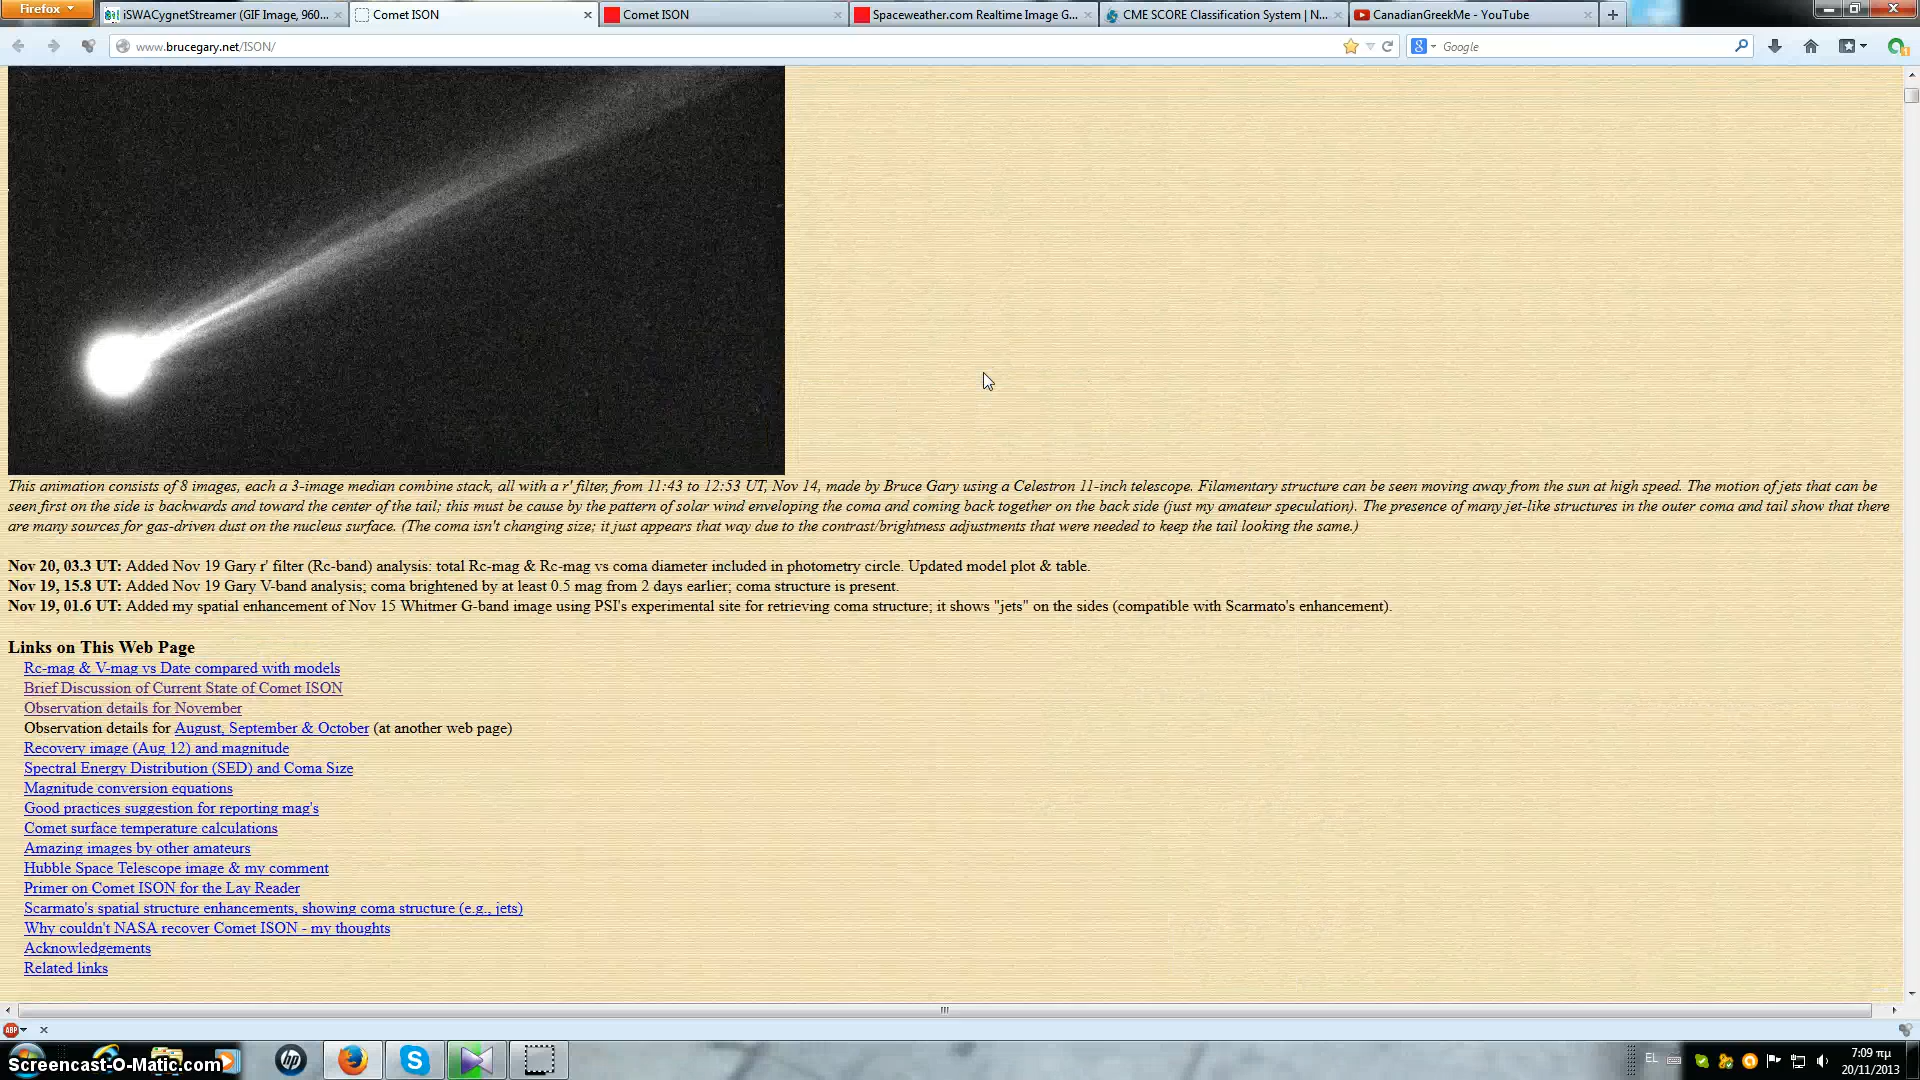 Firefox
iSWACygnetStreamer (GIF Image, 960...
Comet ISON
Comet ISON
Spaceweather.com Realtime Image G...
CME SCORE Classification System | N...
CanadianGreekMe - YouTube
www.brucegary.net/ISON/
Google
This animation consists of 8 images, each a 3-image median combine stack, all with a r' filter, from 11:43 to 12:53 UT, Nov 14, made by Bruce Gary using a Celestron 11-inch telescope. Filamentary structure can be seen moving away from the sun at high speed. The motion of jets that can be
seen first on the side is backwards and toward the center of the tail; this must be cause by the pattern of solar wind enveloping the coma and coming back together on the back side (just my amateur speculation). The presence of many jet-like structures in the outer coma and tail show that there
are many sources for gas-driven dust on the nucleus surface. (The coma isn't changing size; it just appears that way due to the contrast/brightness adjustments that were needed to keep the tail looking the same.)
Nov 20, 03.3 UT: Added Nov 19 Gary r' filter (Rc-band) analysis: total Rc-mag & Rc-mag vs coma diameter included in photometry circle. Updated model plot & table.
Nov 19, 15.8 UT: Added Nov 19 Gary V-band analysis; coma brightened by at least 0.5 mag from 2 days earlier; coma structure is present.
Nov 19, 01.6 UT: Added my spatial enhancement of Nov 15 Whitmer G-band image using PSI's experimental site for retrieving coma structure; it shows "jets" on the sides (compatible with Scarmato's enhancement).
Links on This Web Page
Rc-mag & V-mag vs Date compared with models
Brief Discussion of Current State of Comet ISON
Observation details for November
Observation details for August, September & October (at another web page)
Recovery image (Aug 12) and magnitude
Spectral Energy Distribution (SED) and Coma Size
Magnitude conversion equations
Good practices suggestion for reporting mag's
Comet surface temperature calculations
Amazing images by other amateurs
Hubble Space Telescope image & my comment
Primer on Comet ISON for the Lay Reader
Scarmato's spatial structure enhancements, showing coma structure (e.g., jets)
Why couldn't NASA recover Comet ISON - my thoughts
Acknowledgements
Related links
ABP
Screencast-O-Matic.com
hp
EL
7:09 πμ
20/11/2013